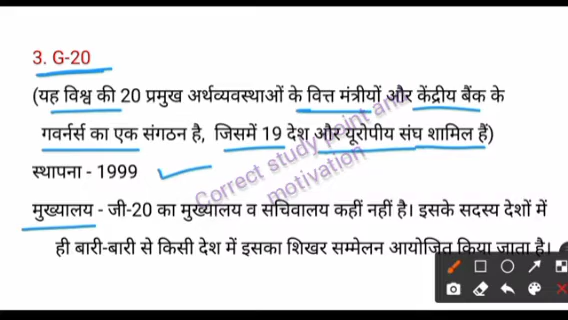 3. G-20
(यह विश्व की 20 प्रमुख अर्थव्यवस्थाओं के वित्त मंत्रीयों और केंद्रीय बैंक के
गवर्नर्स का एक संगठन है, जिसमें 19 देश और यूरोपीय संघ शामिल हैं)
स्थापना - 1999
Correct study point and
motivation
मुख्यालय - जी-20 का मुख्यालय व सचिवालय कहीं नहीं है। इसके सदस्य देशों में
ही बारी-बारी से किसी देश में इसका शिखर सम्मेलन आयोजित किया जाता है।